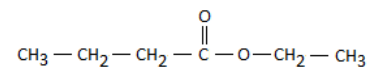 O
||
CH₃ — CH₂ — CH₂ — C — O — CH₂ — CH₃